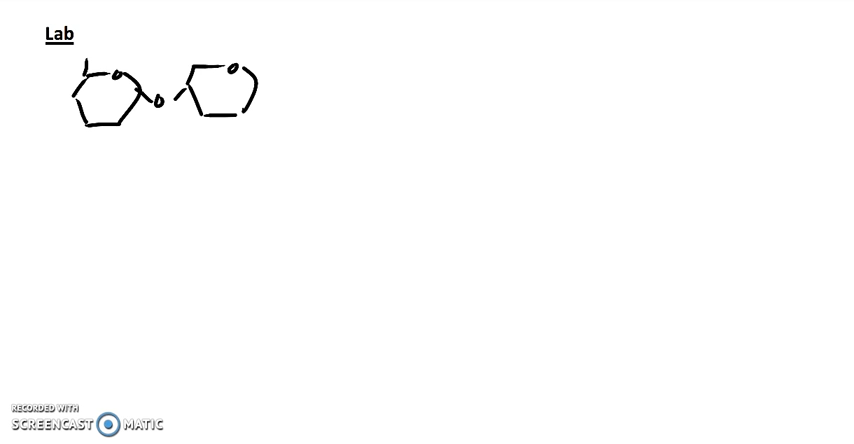 Lab
O O
O
RECORDED WITH
SCREENCAST MATIC